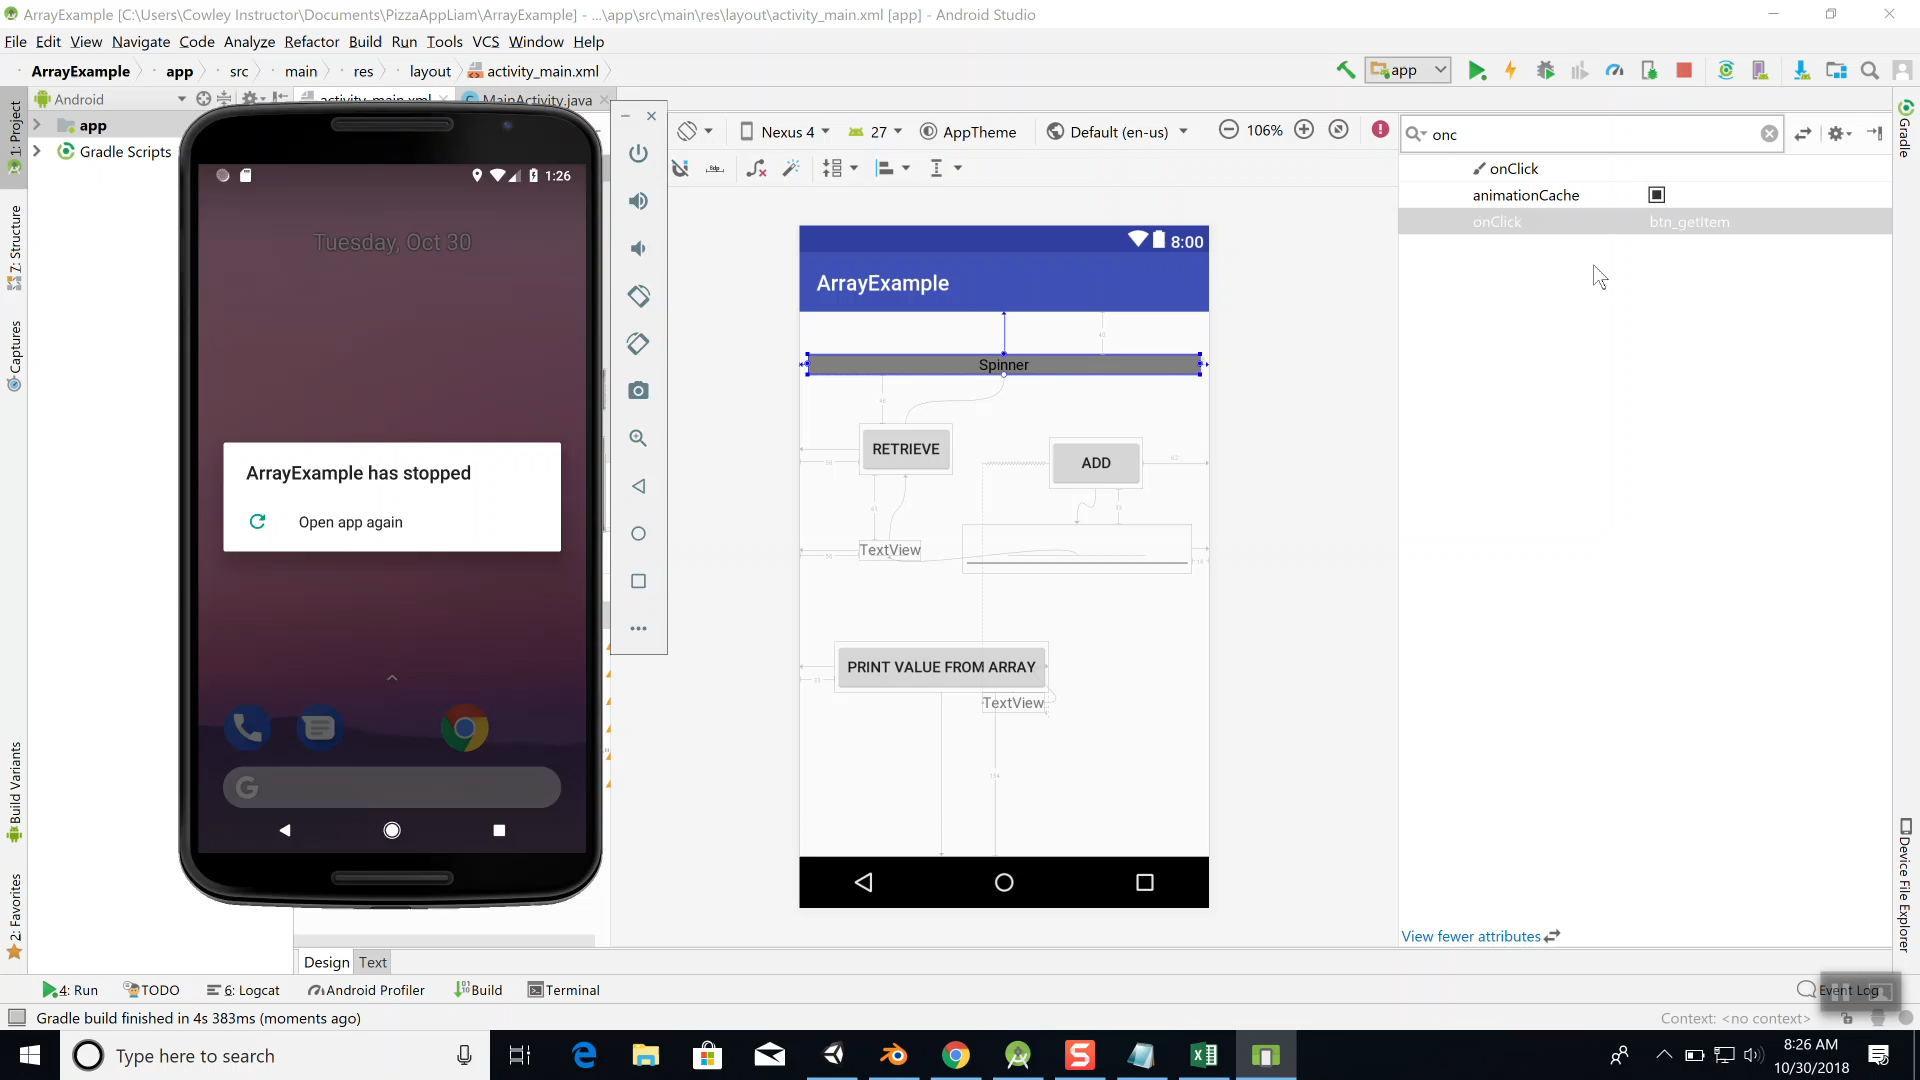 ArrayExample [C:\Users\Cowley Instructor\Documents\PizzaAppLiam\ArrayExample] - ...\app\src\main\res\layout\activity_main.xml [app] - Android Studio
File Edit View Navigate Code Analyze Refactor Build Run Tools VCS Window Help
ArrayExample app src main res layout activity_main.xml
app
Android
activity_main.xml MainActivity.java
app
Gradle Scripts
1: Project
7: Structure
Captures
Build Variants
2: Favorites
1:26
Tuesday, Oct 30
ArrayExample has stopped
Open app again
Nexus 4 27 AppTheme Default (en-us) 106%
8:00
ArrayExample
Spinner
RETRIEVE
ADD
TextView
PRINT VALUE FROM ARRAY
TextView
onc
onClick
animationCache
onClick btn_getItem
View fewer attributes
Gradle
Device File Explorer
Design Text
4: Run TODO 6: Logcat Android Profiler Build Terminal
Event Log
Gradle build finished in 4s 383ms (moments ago)
Context: <no context>
Type here to search
8:26 AM
10/30/2018